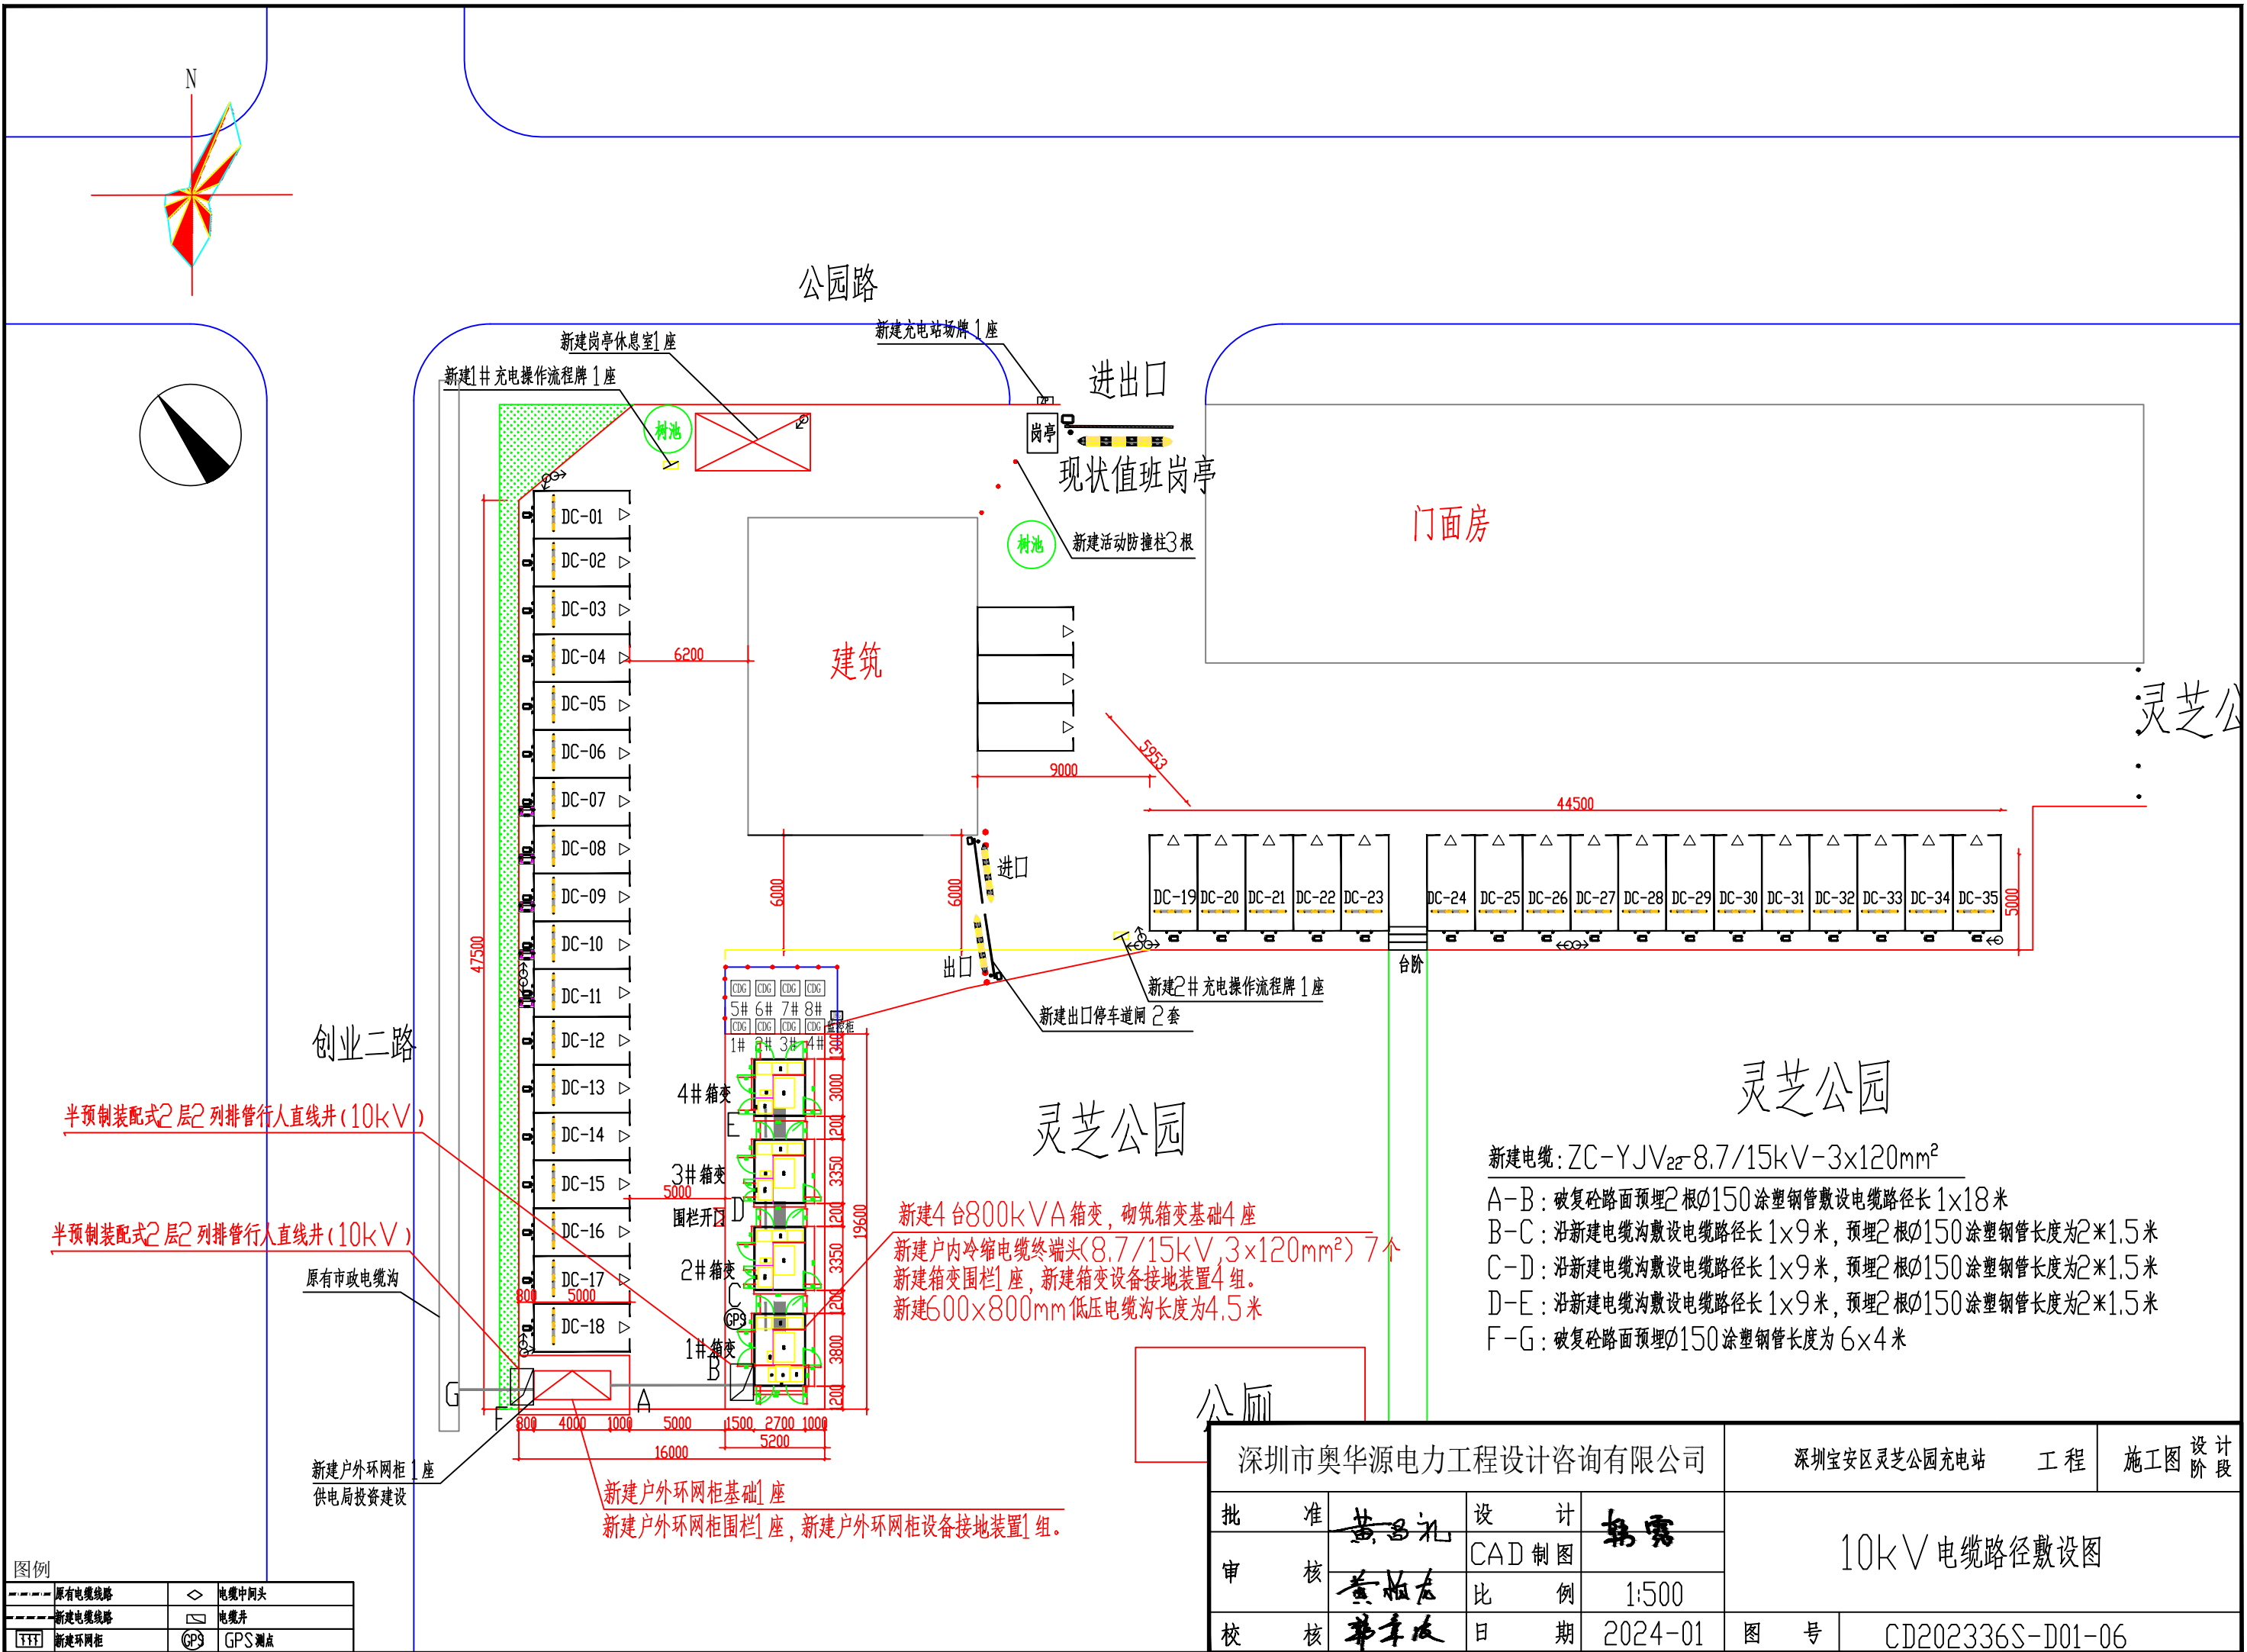 N
公园路
新建岗亭休息室1座
新建充电站场牌 1座
新建1# 充电操作流程牌 1座
进出口
树池
岗亭
现状值班岗亭
门面房
树池
新建活动防撞柱3根
DC-01
DC-02
DC-03
DC-04
DC-05
DC-06
DC-07
DC-08
DC-09
DC-10
DC-11
DC-12
DC-13
DC-14
DC-15
DC-16
DC-17
DC-18
6200
建筑
灵芝公
5953
9000
44500
47500
6000
6000
进口
出口
DC-19 DC-20 DC-21 DC-22 DC-23
DC-24 DC-25 DC-26 DC-27 DC-28 DC-29 DC-30 DC-31 DC-32 DC-33 DC-34 DC-35
5000
台阶
新建2# 充电操作流程牌 1座
新建出口停车道闸 2套
CDG CDG CDG CDG
5# 6# 7# 8#
CDG CDG CDG CDG
1# 2# 3# 4#
创业二路
4#箱变
E
3#箱变
5000
围栏开门
D
2#箱变
C
GPS
1#箱变
B
1300
3000
1200
3350
1200
3350
1200
3800
1200
19600
灵芝公园
灵芝公园
半预制装配式2层2列排管行人直线井(10kV)
半预制装配式2层2列排管行人直线井(10kV)
原有市政电缆沟
800 5000
G
F
A
800 4000 1000 5000 1500 2700 1000
5200
16000
新建4台800kVA箱变，砌筑箱变基础4座
新建户内冷缩电缆终端头(8.7/15kV,3×120mm²) 7个
新建箱变围栏1座，新建箱变设备接地装置4组。
新建600x800mm低压电缆沟长度为4.5米
新建电缆:ZC-YJV22-8.7/15kV-3x120mm²
A-B：破复砼路面预埋2根Ø150涂塑钢管敷设电缆路径长1x18米
B-C：沿新建电缆沟敷设电缆路径长1x9米，预埋2根Ø150涂塑钢管长度为2*1.5米
C-D：沿新建电缆沟敷设电缆路径长1x9米，预埋2根Ø150涂塑钢管长度为2*1.5米
D-E：沿新建电缆沟敷设电缆路径长1x9米，预埋2根Ø150涂塑钢管长度为2*1.5米
F-G：破复砼路面预埋Ø150涂塑钢管长度为 6x4米
公厕
新建户外环网柜 1座
供电局投资建设
新建户外环网柜基础1座
新建户外环网柜围栏1座，新建户外环网柜设备接地装置1组。
图例
原有电缆线路 电缆中间头
新建电缆线路 电缆井
新建环网柜 GPS GPS测点
深圳市奥华源电力工程设计咨询有限公司
深圳宝安区灵芝公园充电站 工程
施工图 设计阶段
批准 设计
审核 CAD制图
比例 1:500
校核 日期 2024-01
10kV电缆路径敷设图
图号 CD202336S-D01-06